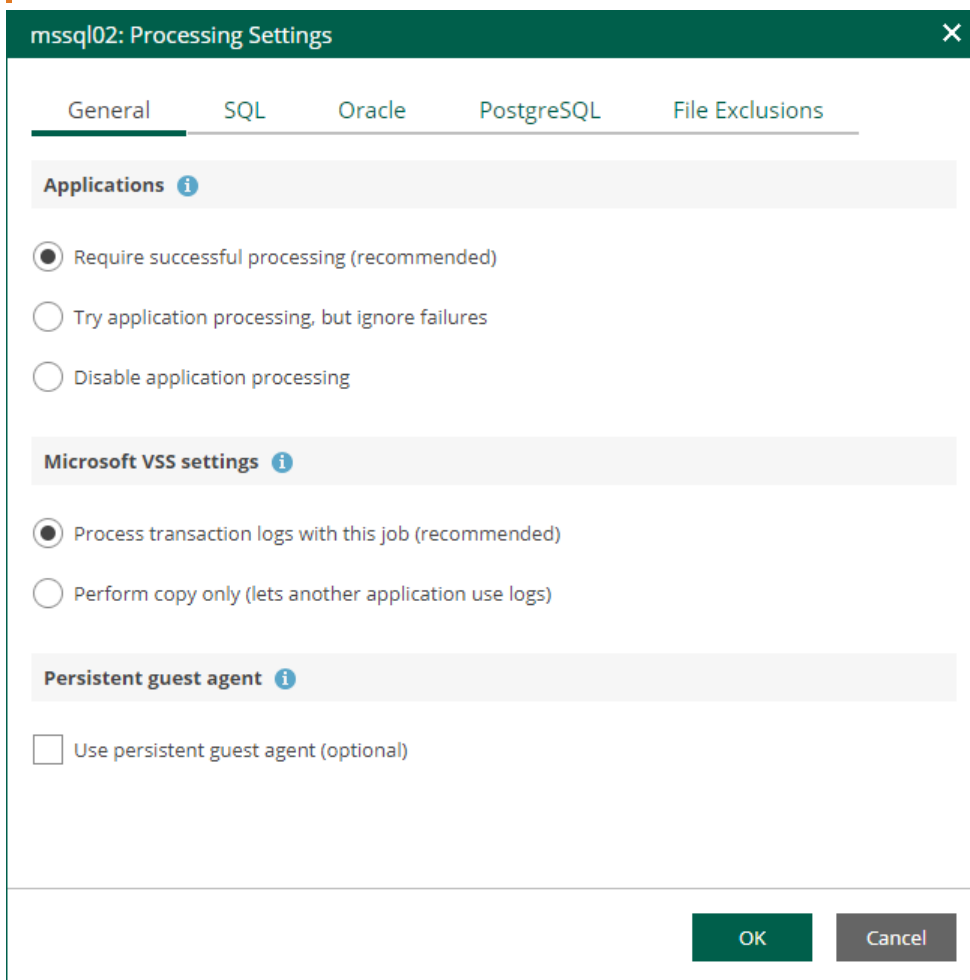 mssql02: Processing Settings
General SQL Oracle PostgreSQL File Exclusions
Applications
Require successful processing (recommended)
Try application processing, but ignore failures
Disable application processing
Microsoft VSS settings
Process transaction logs with this job (recommended)
Perform copy only (lets another application use logs)
Persistent guest agent
Use persistent guest agent (optional)
OK Cancel